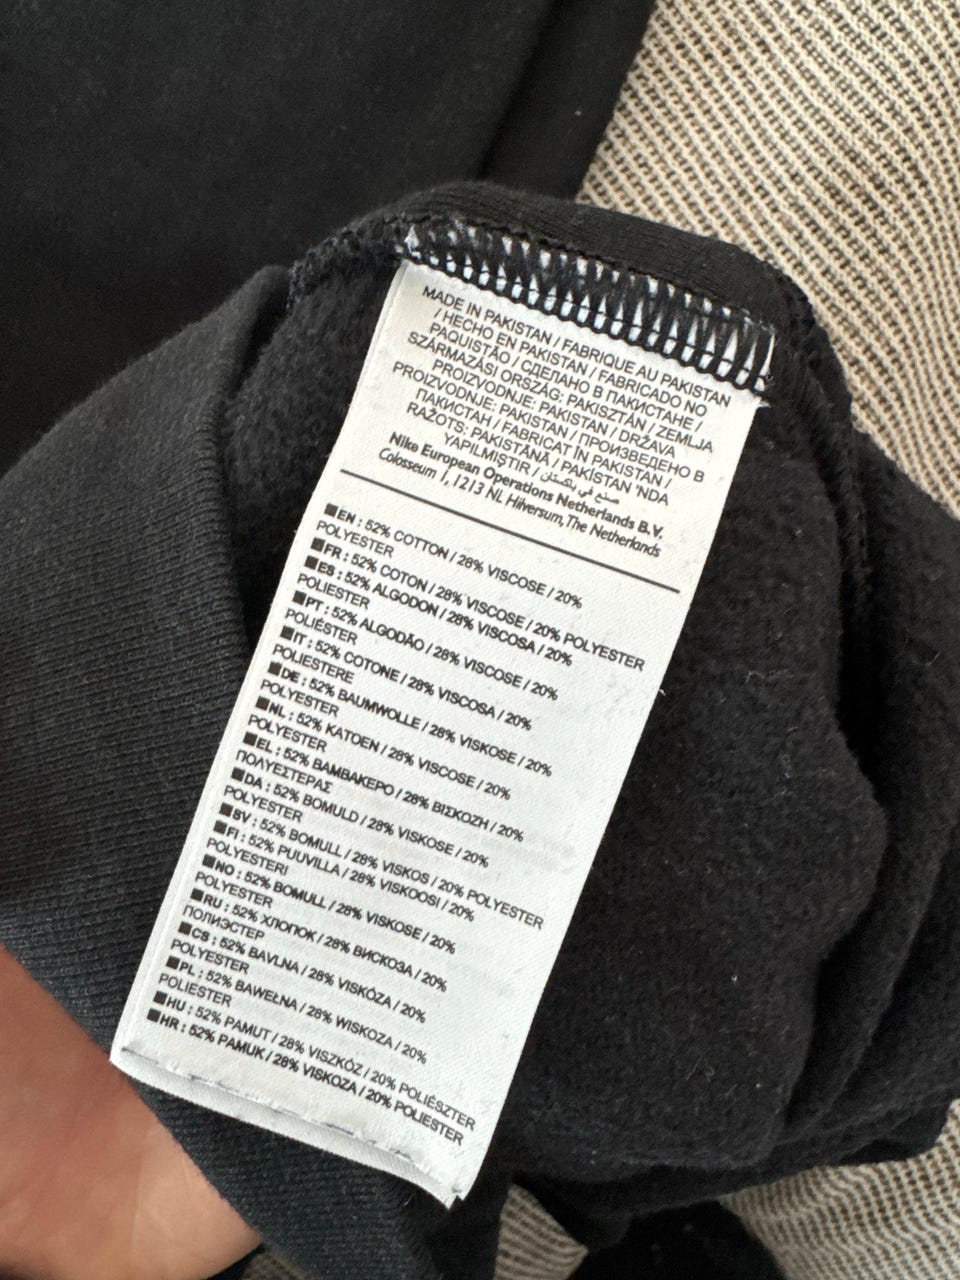 MADE IN PAKISTAN / FABRIQUE AU PAKISTAN
/ HECHO EN PAKISTAN / FABRICADO NO
PAQUISTÃO / СДЕЛАНО В ПАКИСТАНЕ /
SZÁRMAZÁSI ORSZÁG: PAKISZTÁN / ZEMLJA
PROIZVODNJE: PAKISTAN / DRŽAVA
PROIZVODNJE: PAKISTAN / ПРОИЗВЕДЕНО В
ПАКИСТАН / FABRICAT ÎN PAKISTAN /
RAŽOTS: PAKISTĀNĀ / PAKİSTAN 'NDA
YAPILMIŞTIR / صنع في باكستان
Nike European Operations Netherlands B.V.
Colosseum 1, 1213 NL Hilversum, The Netherlands
EN : 52% COTTON / 28% VISCOSE / 20%
POLYESTER
FR : 52% COTON / 28% VISCOSE / 20% POLYESTER
ES : 52% ALGODON / 28% VISCOSA / 20%
POLIESTER
PT : 52% ALGODÃO / 28% VISCOSE / 20%
POLIÉSTER
IT : 52% COTONE / 28% VISCOSA / 20%
POLIESTERE
DE : 52% BAUMWOLLE / 28% VISKOSE / 20%
POLYESTER
NL : 52% KATOEN / 28% VISCOSE / 20%
POLYESTER
EL : 52% ΒΑΜΒΑΚΕΡΟ / 28% ΒΙΣΚΟΖΗ / 20%
ΠΟΛΥΕΣΤΕΡΑΣ
DA : 52% BOMULD / 28% VISKOSE / 20%
POLYESTER
SV : 52% BOMULL / 28% VISKOS / 20% POLYESTER
FI : 52% PUUVILLA / 28% VISKOOSI / 20%
POLYESTERI
NO : 52% BOMULL / 28% VISKOSE / 20%
POLYESTER
RU : 52% ХЛОПОК / 28% ВИСКОЗА / 20%
ПОЛИЭСТЕР
CS : 52% BAVLNA / 28% VISKÓZA / 20%
POLYESTER
PL : 52% BAWEŁNA / 28% WISKOZA / 20%
POLIESTER
HU : 52% PAMUT / 28% VISZKÓZ / 20% POLIÉSZTER
HR : 52% PAMUK / 28% VISKOZA / 20% POLIESTER